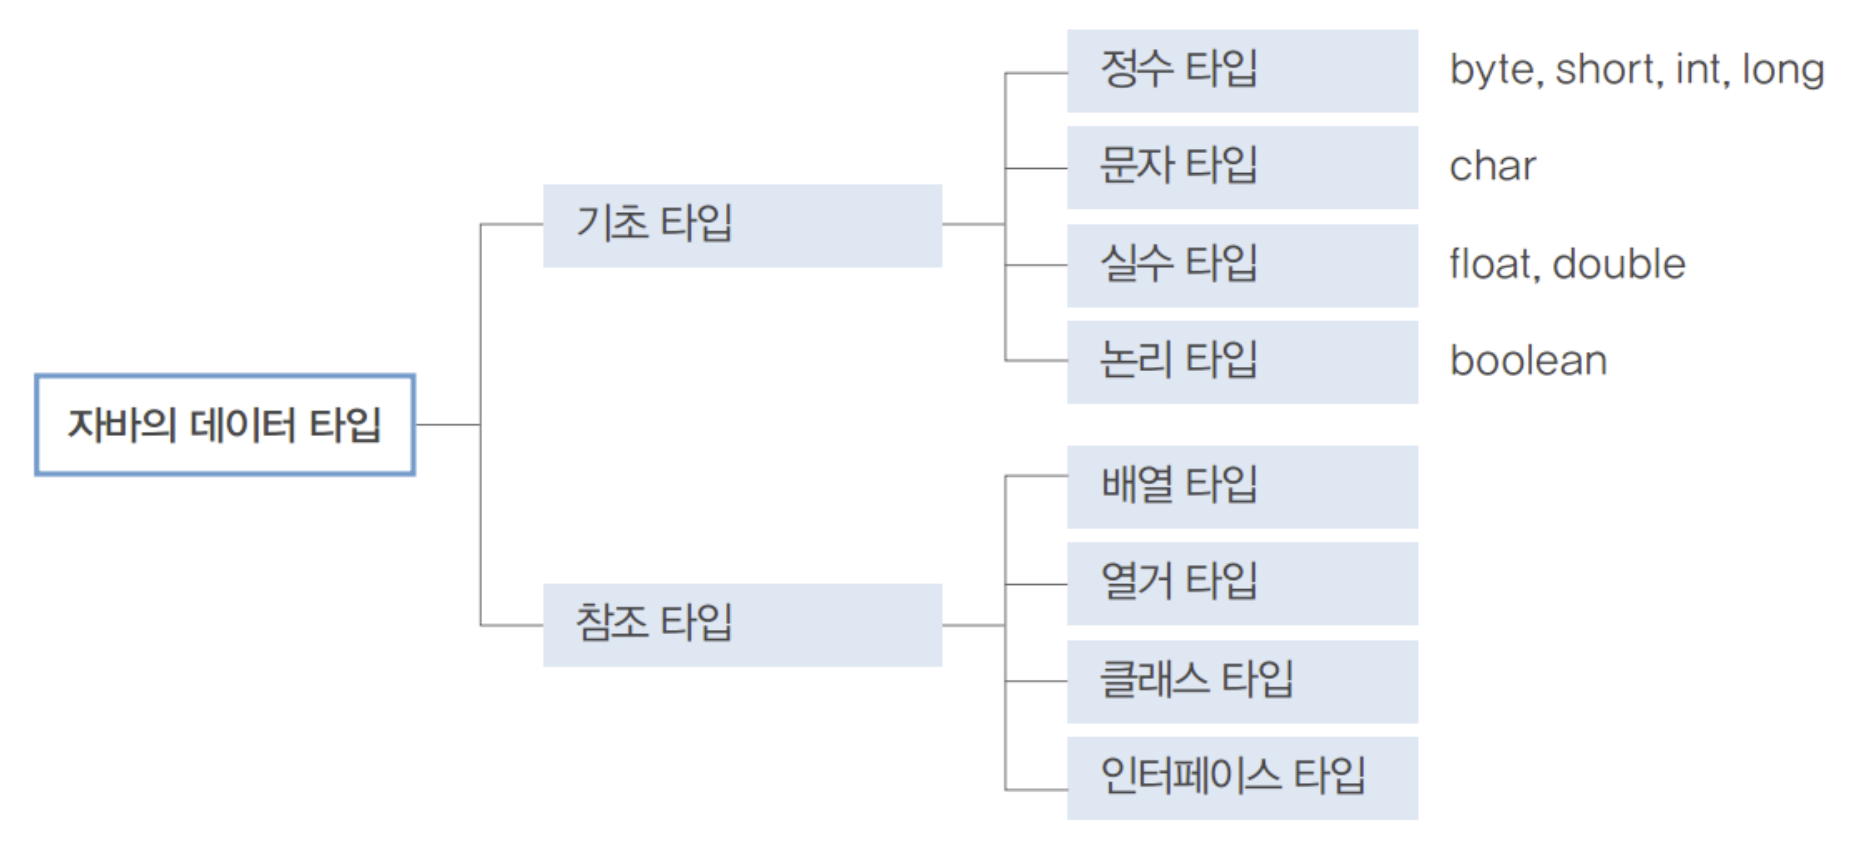 정수 타입 byte, short, int, long
문자 타입 char
기초 타입
실수 타입 float, double
논리 타입 boolean
자바의 데이터 타입
배열 타입
열거 타입
참조 타입
클래스 타입
인터페이스 타입